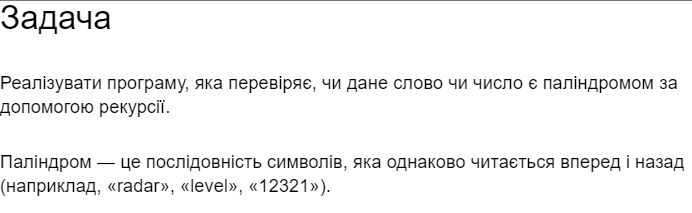 Задача
Реалізувати програму, яка перевіряє, чи дане слово чи число є паліндромом за
допомогою рекурсії.
Паліндром — це послідовність символів, яка однаково читається вперед і назад
(наприклад, «radar», «level», «12321»).